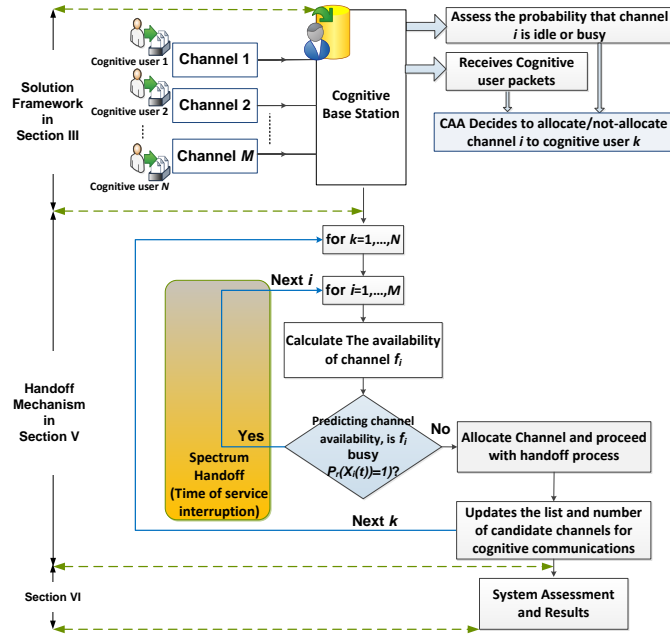 Cognitive user 1
Channel 1
Cognitive user 2
Channel 2
Channel M
Cognitive user N
Solution
Framework
in
Section III
Cognitive
Base Station
Assess the probability that channel
i is idle or busy
Receives Cognitive
user packets
CAA Decides to allocate/not-allocate
channel i to cognitive user k
for k=1,...,N
Next i
for i=1,...,M
Calculate The availability
of channel fi
Handoff
Mechanism
in
Section V
Predicting channel
availability, is fi
busy
Pr(Xi(t))=1)?
Yes
No
Spectrum
Handoff
(Time of service
interruption)
Allocate Channel and proceed
with handoff process
Next k
Updates the list and number
of candidate channels for
cognitive communications
Section VI
System Assessment
and Results